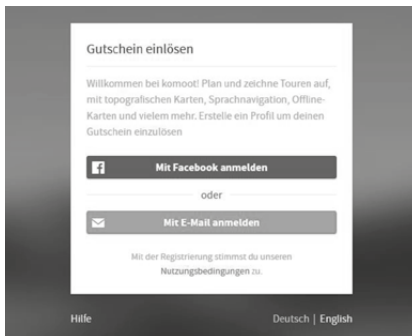 Gutschein einlösen
Willkommen bei komoot! Plan und zeichne Touren auf,
mit topografischen Karten, Sprachnavigation, Offline-
Karten und vielem mehr. Erstelle ein Profil um deinen
Gutschein einzulösen
Mit Facebook anmelden
oder
Mit E-Mail anmelden
Mit der Registrierung stimmst du unseren
Nutzungsbedingungen zu.
Hilfe Deutsch | English